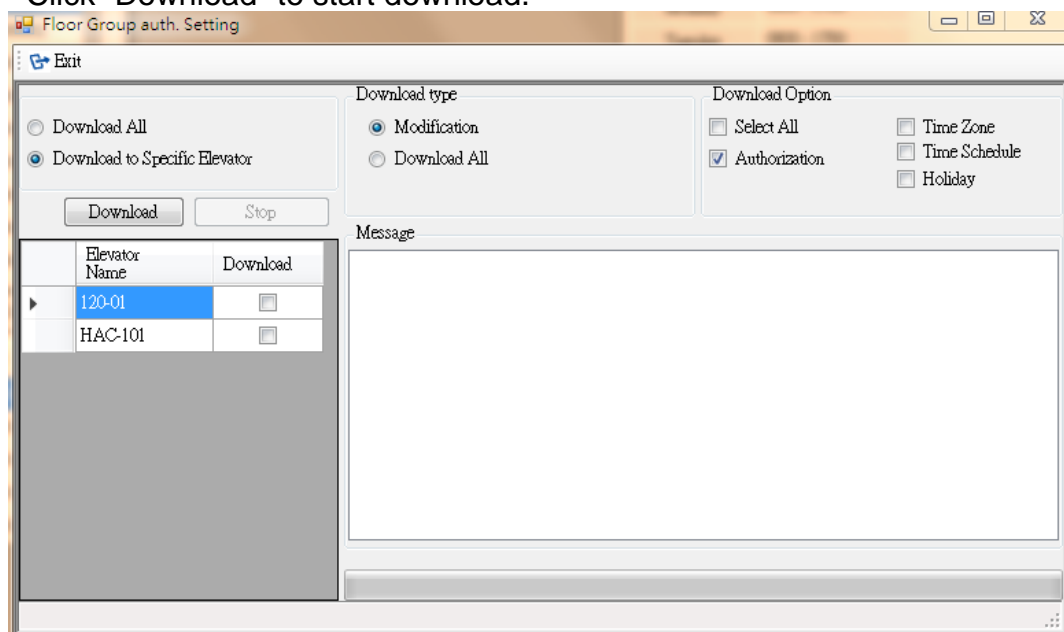 Click "Download" to start download.
Floor Group auth. Setting
Exit
Download All
Download to Specific Elevator
Download Stop
Elevator Name Download
120-01
HAC-101
Download type
Modification
Download All
Download Option
Select All Time Zone
Authorization Time Schedule
Holiday
Message